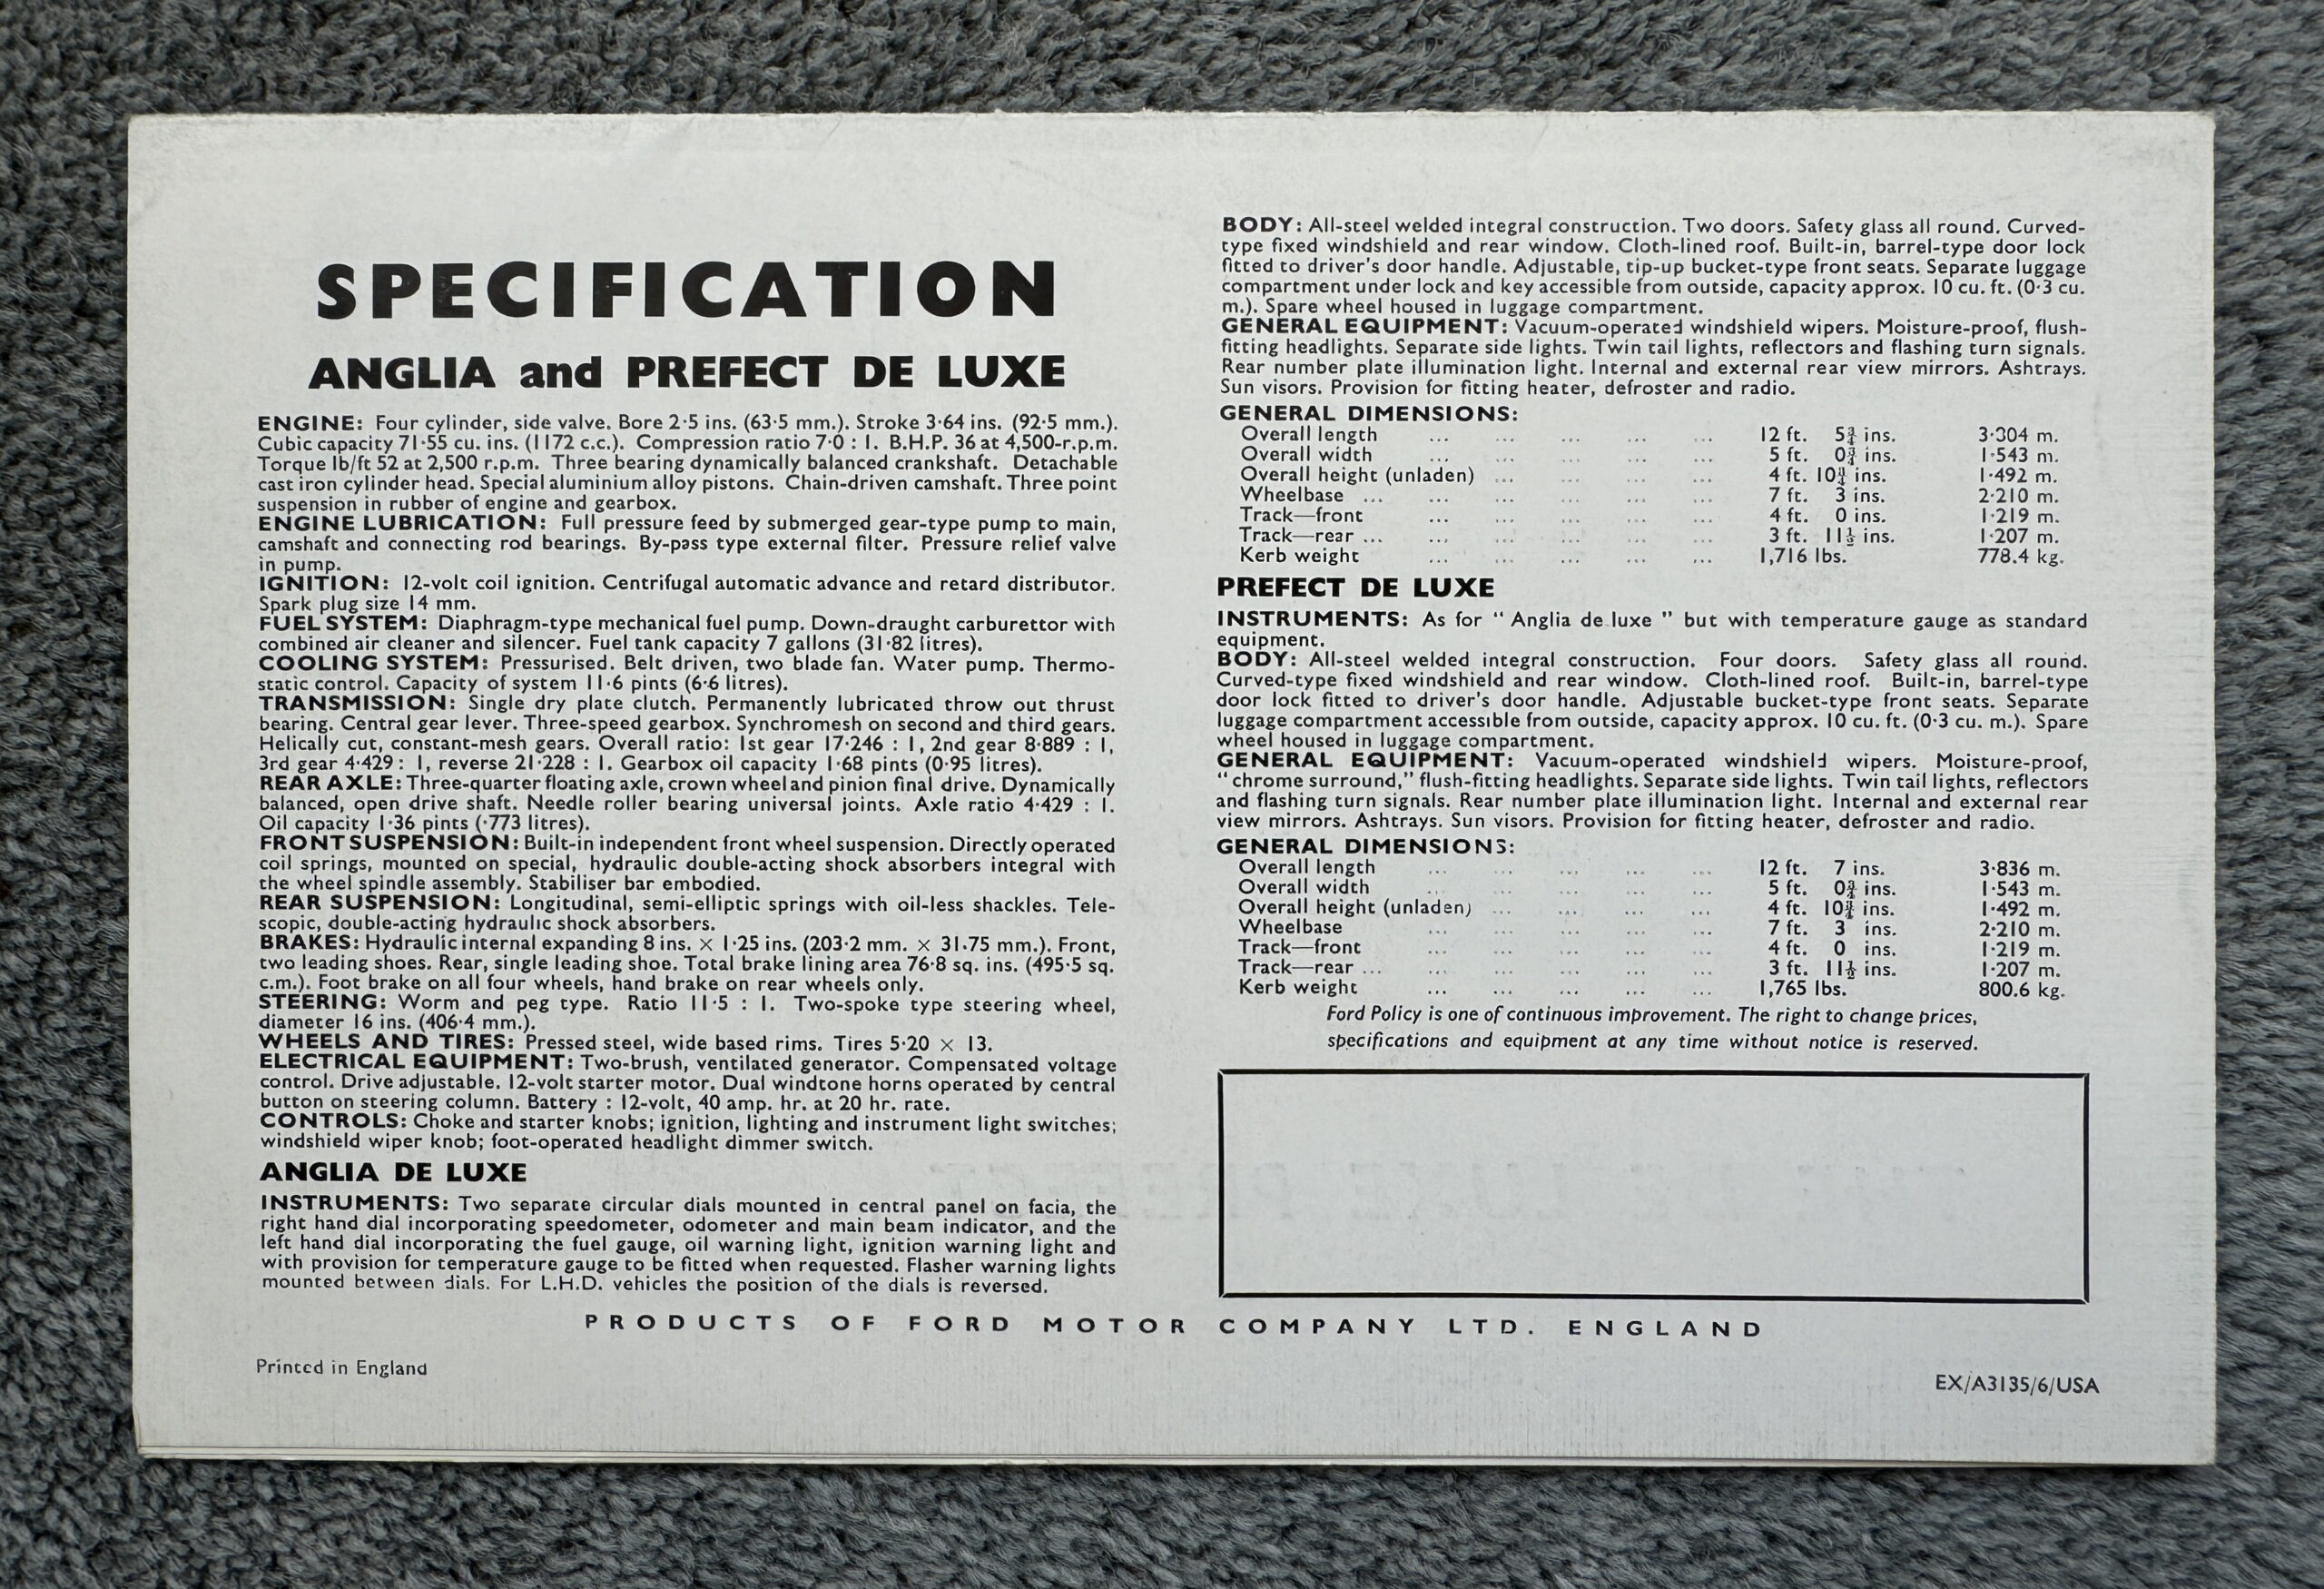 SPECIFICATION
ANGLIA and PREFECT DE LUXE
ENGINE: Four cylinder, side valve. Bore 2·5 ins. (63·5 mm.). Stroke 3·64 ins. (92·5 mm.).
Cubic capacity 71·55 cu. ins. (1172 c.c.). Compression ratio 7·0 : 1. B.H.P. 36 at 4,500-r.p.m.
Torque lb/ft 52 at 2,500 r.p.m. Three bearing dynamically balanced crankshaft. Detachable
cast iron cylinder head. Special aluminium alloy pistons. Chain-driven camshaft. Three point
suspension in rubber of engine and gearbox.
ENGINE LUBRICATION: Full pressure feed by submerged gear-type pump to main,
camshaft and connecting rod bearings. By-pass type external filter. Pressure relief valve
in pump.
IGNITION: 12-volt coil ignition. Centrifugal automatic advance and retard distributor.
Spark plug size 14 mm.
FUEL SYSTEM: Diaphragm-type mechanical fuel pump. Down-draught carburettor with
combined air cleaner and silencer. Fuel tank capacity 7 gallons (31·82 litres).
COOLING SYSTEM: Pressurised. Belt driven, two blade fan. Water pump. Thermo-
static control. Capacity of system 11·6 pints (6·6 litres).
TRANSMISSION: Single dry plate clutch. Permanently lubricated throw out thrust
bearing. Central gear lever. Three-speed gearbox. Synchromesh on second and third gears.
Helically cut, constant-mesh gears. Overall ratio: 1st gear 17·246 : 1, 2nd gear 8·889 : 1,
3rd gear 4·429 : 1, reverse 21·228 : 1. Gearbox oil capacity 1·68 pints (0·95 litres).
REAR AXLE: Three-quarter floating axle, crown wheel and pinion final drive. Dynamically
balanced, open drive shaft. Needle roller bearing universal joints. Axle ratio 4·429 : 1.
Oil capacity 1·36 pints (·773 litres).
FRONT SUSPENSION: Built-in independent front wheel suspension. Directly operated
coil springs, mounted on special, hydraulic double-acting shock absorbers integral with
the wheel spindle assembly. Stabiliser bar embodied.
REAR SUSPENSION: Longitudinal, semi-elliptic springs with oil-less shackles. Tele-
scopic, double-acting hydraulic shock absorbers.
BRAKES: Hydraulic internal expanding 8 ins. × 1·25 ins. (203·2 mm. × 31.75 mm.). Front,
two leading shoes. Rear, single leading shoe. Total brake lining area 76·8 sq. ins. (495·5 sq.
c.m.). Foot brake on all four wheels, hand brake on rear wheels only.
STEERING: Worm and peg type. Ratio 11·5 : 1. Two-spoke type steering wheel,
diameter 16 ins. (406·4 mm.).
WHEELS AND TIRES: Pressed steel, wide based rims. Tires 5·20 × 13.
ELECTRICAL EQUIPMENT: Two-brush, ventilated generator. Compensated voltage
control. Drive adjustable. 12-volt starter motor. Dual windtone horns operated by central
button on steering column. Battery : 12-volt, 40 amp. hr. at 20 hr. rate.
CONTROLS: Choke and starter knobs; ignition, lighting and instrument light switches;
windshield wiper knob; foot-operated headlight dimmer switch.
ANGLIA DE LUXE
INSTRUMENTS: Two separate circular dials mounted in central panel on facia, the
right hand dial incorporating speedometer, odometer and main beam indicator, and the
left hand dial incorporating the fuel gauge, oil warning light, ignition warning light and
with provision for temperature gauge to be fitted when requested. Flasher warning lights
mounted between dials. For L.H.D. vehicles the position of the dials is reversed.
BODY: All-steel welded integral construction. Two doors. Safety glass all round. Curved-
type fixed windshield and rear window. Cloth-lined roof. Built-in, barrel-type door lock
fitted to driver's door handle. Adjustable, tip-up bucket-type front seats. Separate luggage
compartment under lock and key accessible from outside, capacity approx. 10 cu. ft. (0·3 cu.
m.). Spare wheel housed in luggage compartment.
GENERAL EQUIPMENT: Vacuum-operated windshield wipers. Moisture-proof, flush-
fitting headlights. Separate side lights. Twin tail lights, reflectors and flashing turn signals.
Rear number plate illumination light. Internal and external rear view mirrors. Ashtrays.
Sun visors. Provision for fitting heater, defroster and radio.
GENERAL DIMENSIONS:
Overall length ... ... ... ... ... 12 ft. 5¾ ins. 3·304 m.
Overall width ... ... ... ... ... 5 ft. 0¾ ins. 1·543 m.
Overall height (unladen) ... ... ... ... 4 ft. 10¾ ins. 1·492 m.
Wheelbase ... ... ... ... ... ... 7 ft. 3 ins. 2·210 m.
Track—front ... ... ... ... ... 4 ft. 0 ins. 1·219 m.
Track—rear ... ... ... ... ... ... 3 ft. 11½ ins. 1·207 m.
Kerb weight ... ... ... ... ... 1,716 lbs. 778.4 kg.
PREFECT DE LUXE
INSTRUMENTS: As for " Anglia de luxe " but with temperature gauge as standard
equipment.
BODY: All-steel welded integral construction. Four doors. Safety glass all round.
Curved-type fixed windshield and rear window. Cloth-lined roof. Built-in, barrel-type
door lock fitted to driver's door handle. Adjustable bucket-type front seats. Separate
luggage compartment accessible from outside, capacity approx. 10 cu. ft. (0·3 cu. m.). Spare
wheel housed in luggage compartment.
GENERAL EQUIPMENT: Vacuum-operated windshield wipers. Moisture-proof,
"chrome surround," flush-fitting headlights. Separate side lights. Twin tail lights, reflectors
and flashing turn signals. Rear number plate illumination light. Internal and external rear
view mirrors. Ashtrays. Sun visors. Provision for fitting heater, defroster and radio.
GENERAL DIMENSIONS:
Overall length ... ... ... ... ... 12 ft. 7 ins. 3·836 m.
Overall width ... ... ... ... ... 5 ft. 0¾ ins. 1·543 m.
Overall height (unladen) ... ... ... ... 4 ft. 10¾ ins. 1·492 m.
Wheelbase ... ... ... ... ... 7 ft. 3 ins. 2·210 m.
Track—front ... ... ... ... ... 4 ft. 0 ins. 1·219 m.
Track—rear ... ... ... ... ... ... 3 ft. 11½ ins. 1·207 m.
Kerb weight ... ... ... ... ... 1,765 lbs. 800.6 kg.
Ford Policy is one of continuous improvement. The right to change prices,
specifications and equipment at any time without notice is reserved.
PRODUCTS OF FORD MOTOR COMPANY LTD. ENGLAND
Printed in England
EX/A3135/6/USA